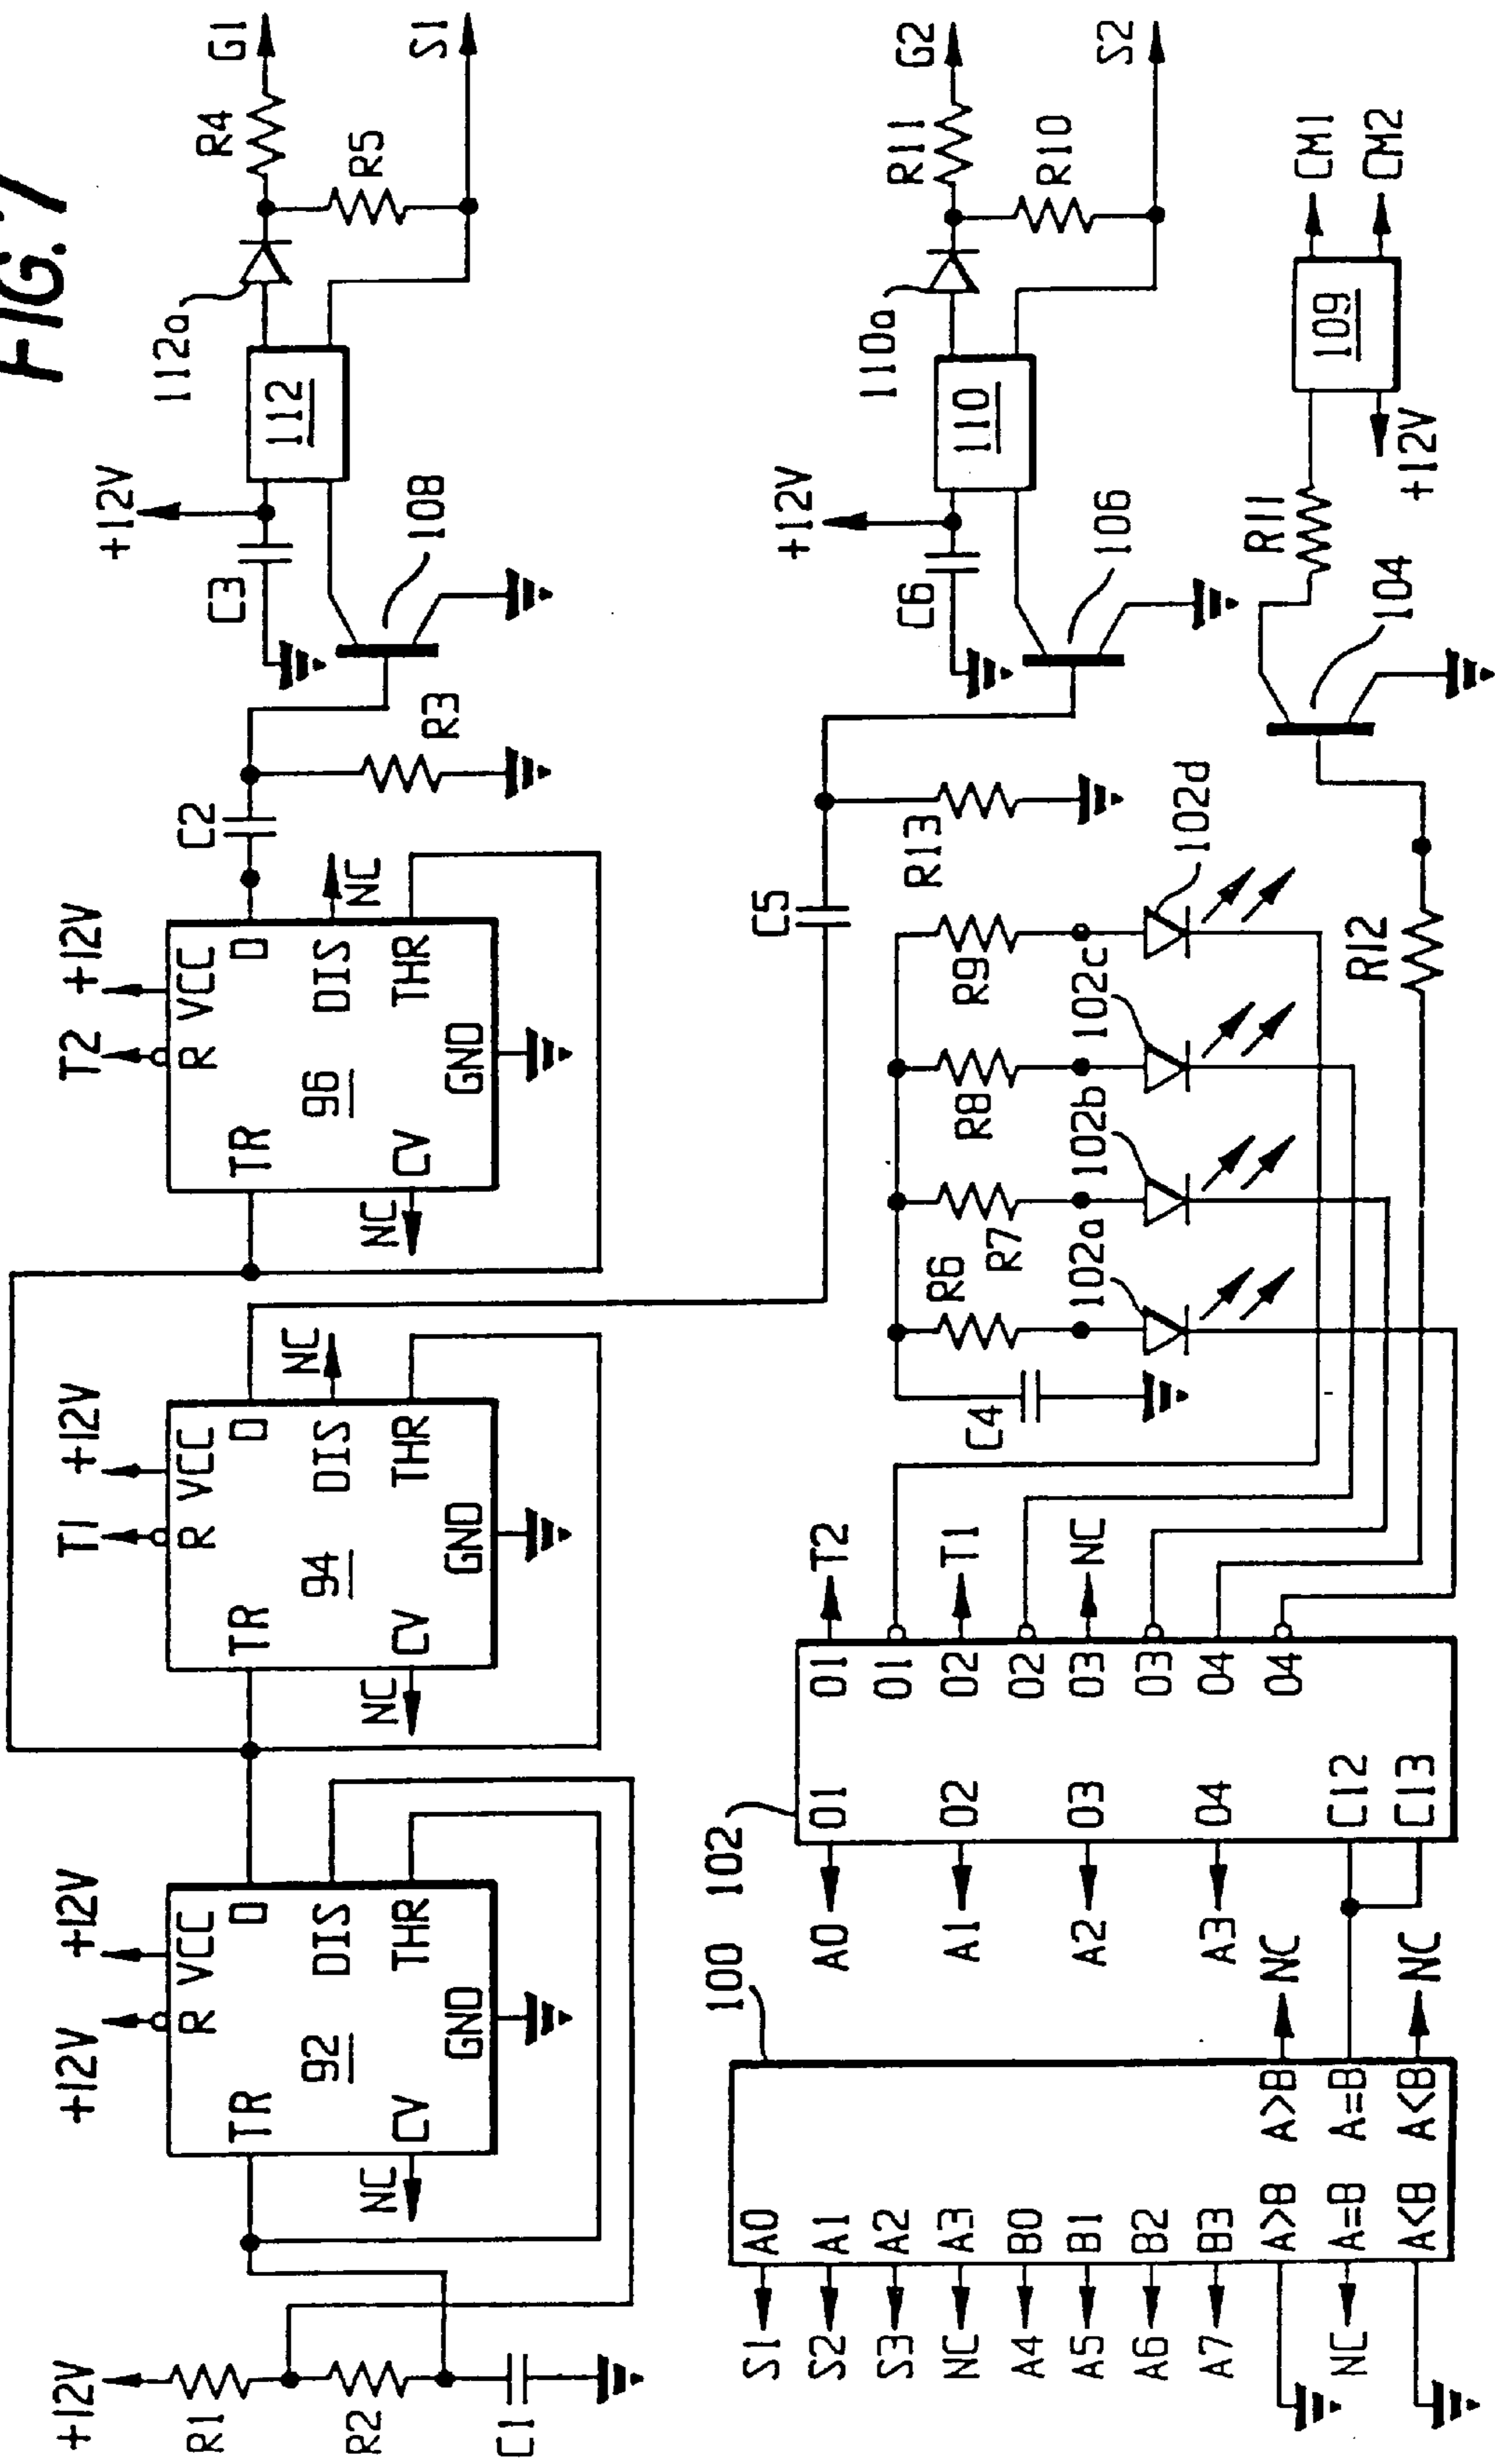 FIG. 7
+12V
R1
R2
C1
+12V
+12V
R
VCC
TR
O
92
DIS
CV
THR
GND
NC
T1
+12V
R
VCC
TR
O
94
DIS
CV
THR
GND
NC
NC
T2
+12V
R
VCC
TR
O
96
DIS
CV
THR
GND
NC
NC
C2
R3
C3
+12V
108
112
112a
R4
R5
G1
S1
C5
R13
C6
+12V
106
110
110a
R11
R10
G2
S2
100
S1
S2
S3
NC
A4
A5
A6
A7
NC
A0
A1
A2
A3
B0
B1
B2
B3
A>B
A=B
A<B
A>B
A=B
A<B
NC
NC
102
A0
A1
A2
A3
O1
O2
O3
O4
C12
C13
O1
O1
O2
O2
O3
O3
O4
O4
T2
T1
NC
C4
R6
R7
R8
R9
102a
102b
102c
102d
R12
104
R11
109
+12V
CM1
CM2